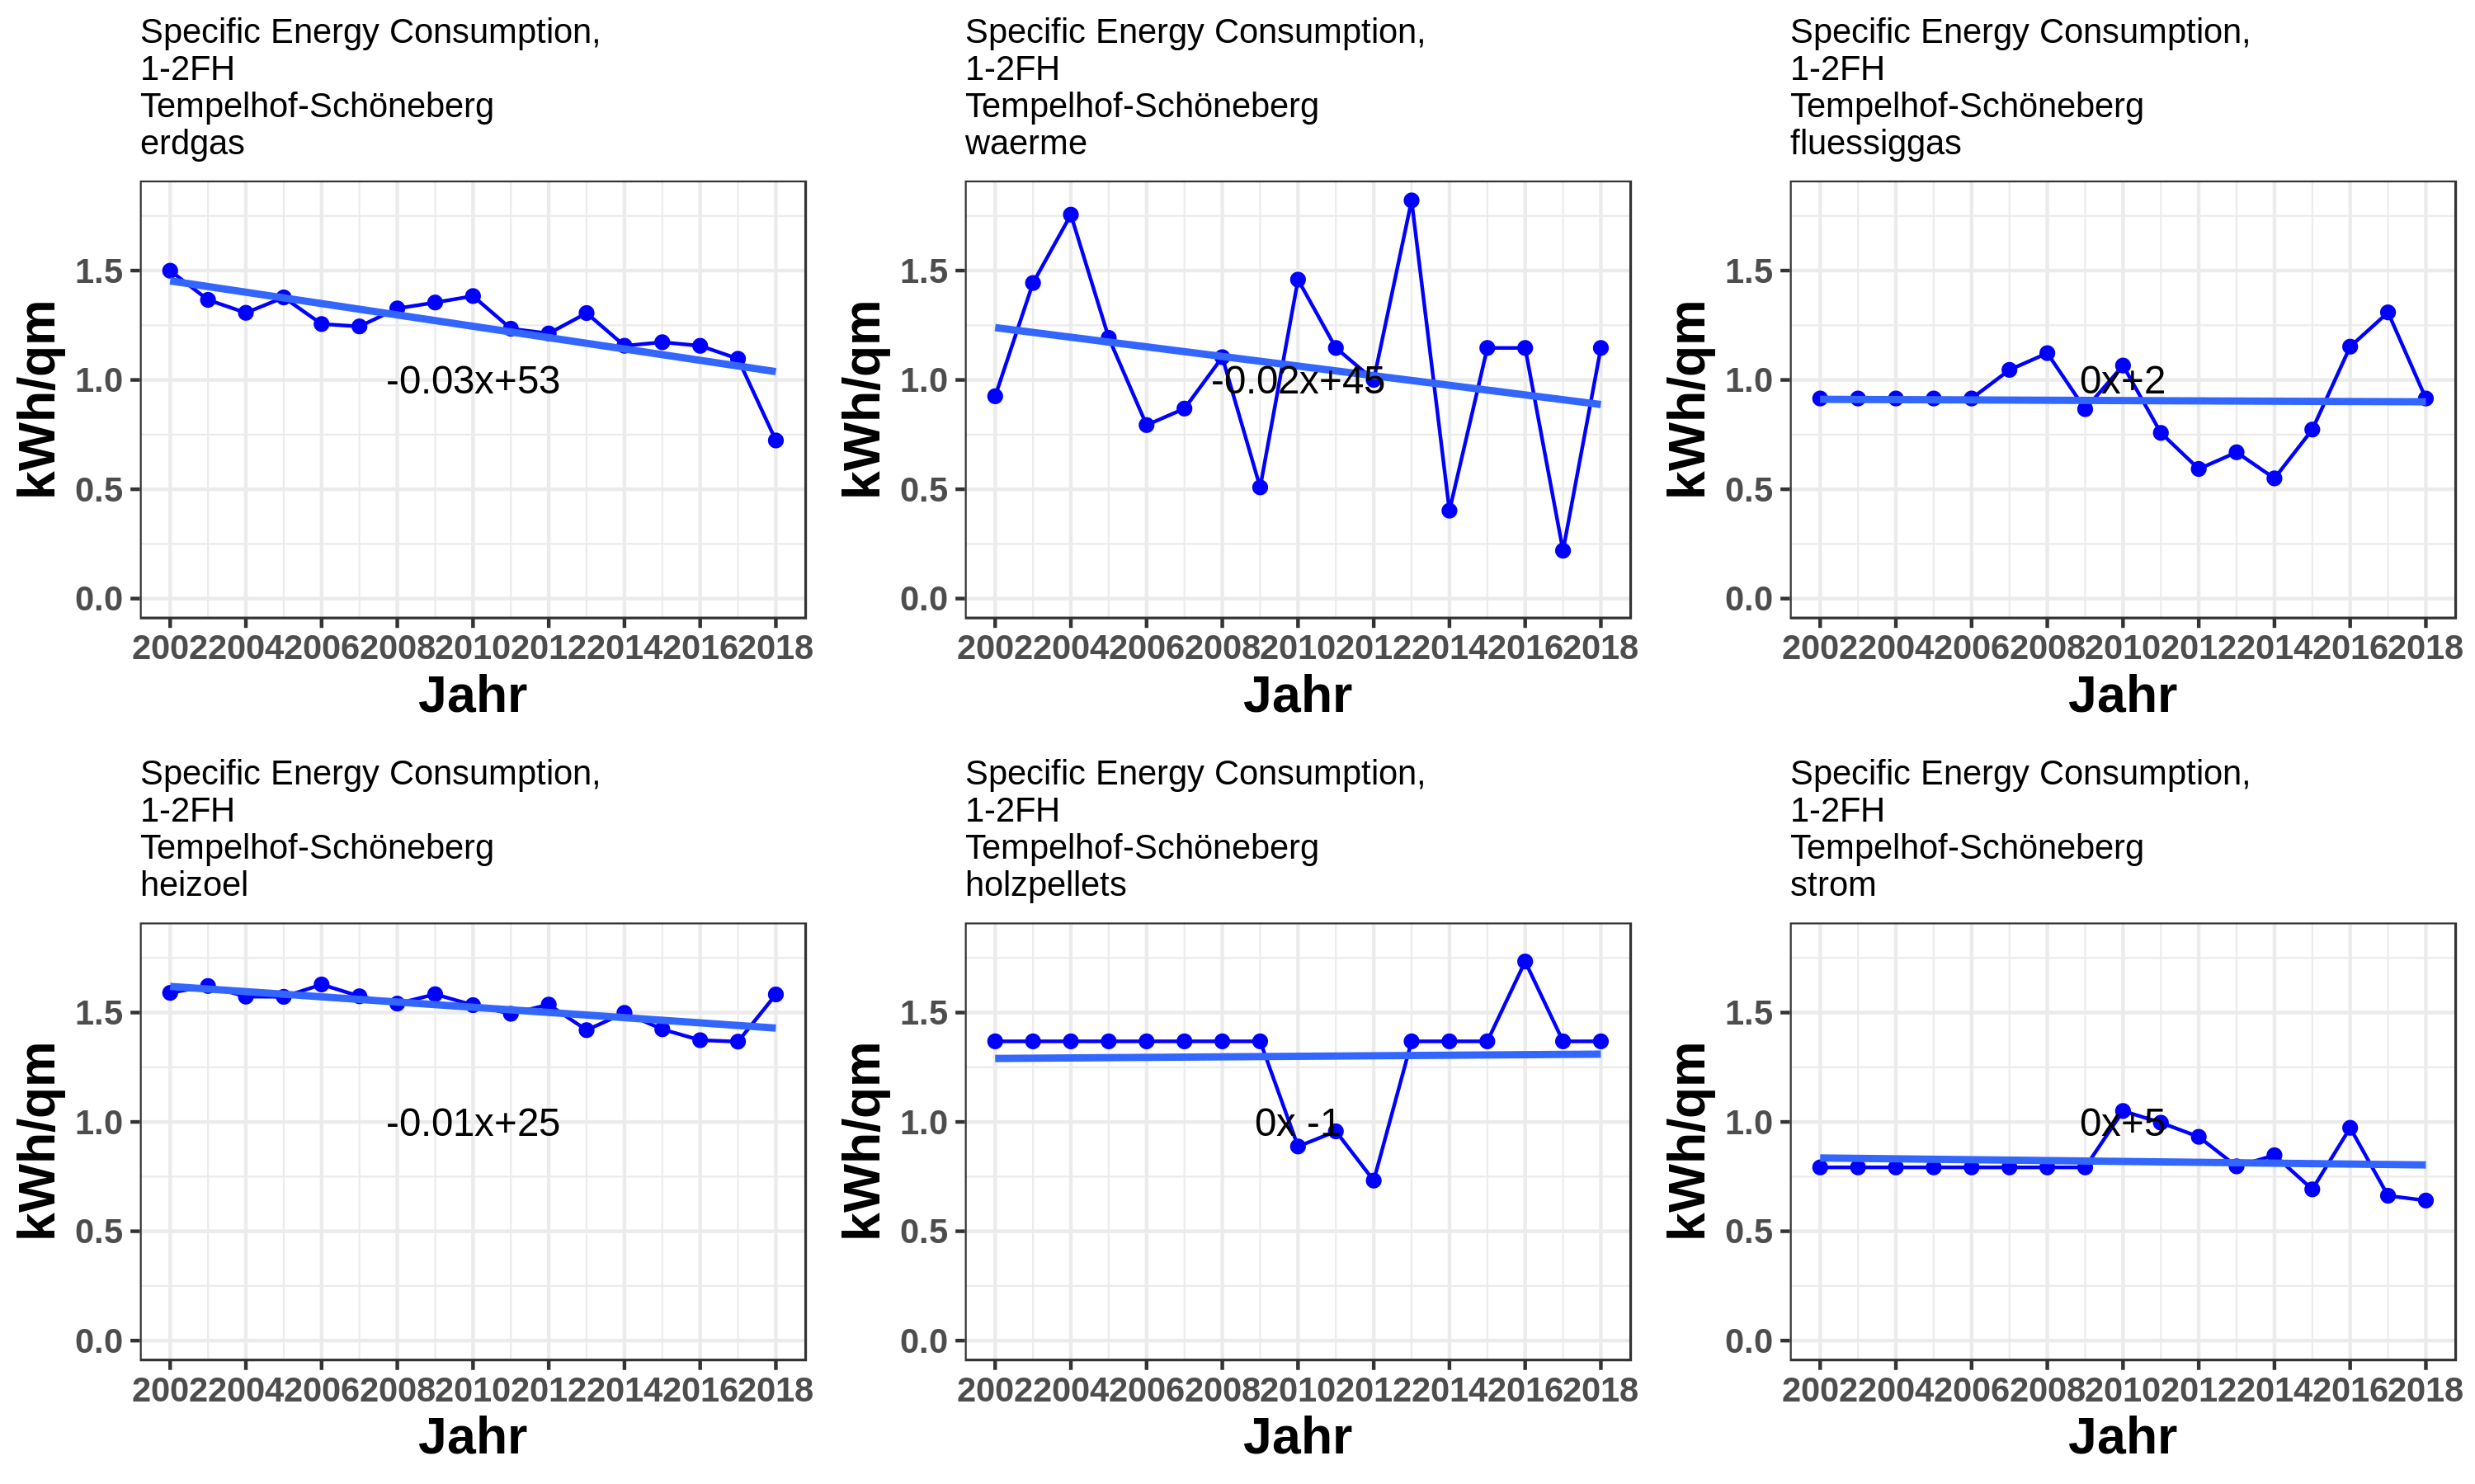 Specific Energy Consumption,
1-2FH
Tempelhof-Schöneberg
erdgas
kWh/qm
1.5
1.0
0.5
0.0
-0.03x+53
2002 2004 2006 2008 2010 2012 2014 2016 2018
Jahr
Specific Energy Consumption,
1-2FH
Tempelhof-Schöneberg
waerme
kWh/qm
1.5
1.0
0.5
0.0
-0.02x+45
2002 2004 2006 2008 2010 2012 2014 2016 2018
Jahr
Specific Energy Consumption,
1-2FH
Tempelhof-Schöneberg
fluessiggas
kWh/qm
1.5
1.0
0.5
0.0
0x+2
2002 2004 2006 2008 2010 2012 2014 2016 2018
Jahr
Specific Energy Consumption,
1-2FH
Tempelhof-Schöneberg
heizoel
kWh/qm
1.5
1.0
0.5
0.0
-0.01x+25
2002 2004 2006 2008 2010 2012 2014 2016 2018
Jahr
Specific Energy Consumption,
1-2FH
Tempelhof-Schöneberg
holzpellets
kWh/qm
1.5
1.0
0.5
0.0
0x -1
2002 2004 2006 2008 2010 2012 2014 2016 2018
Jahr
Specific Energy Consumption,
1-2FH
Tempelhof-Schöneberg
strom
kWh/qm
1.5
1.0
0.5
0.0
0x+5
2002 2004 2006 2008 2010 2012 2014 2016 2018
Jahr